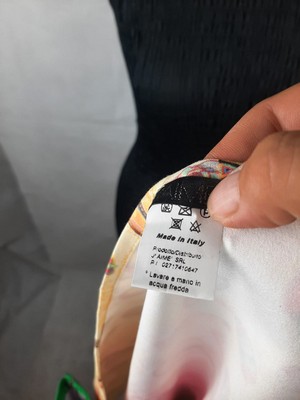 Made in Italy
Prodotto/Distribuito
J'AIME' SRL
P.I. 02717410647
* Lavare a mano in
acqua fredda